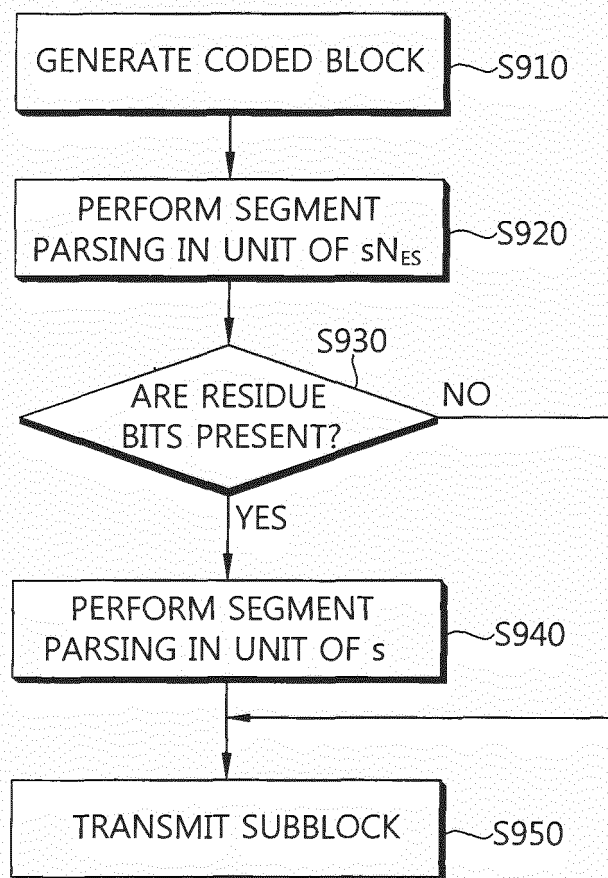 GENERATE CODED BLOCK
S910
PERFORM SEGMENT
PARSING IN UNIT OF sN_ES
S920
S930
ARE RESIDUE
BITS PRESENT?
NO
YES
PERFORM SEGMENT
PARSING IN UNIT OF s
S940
TRANSMIT SUBBLOCK
S950